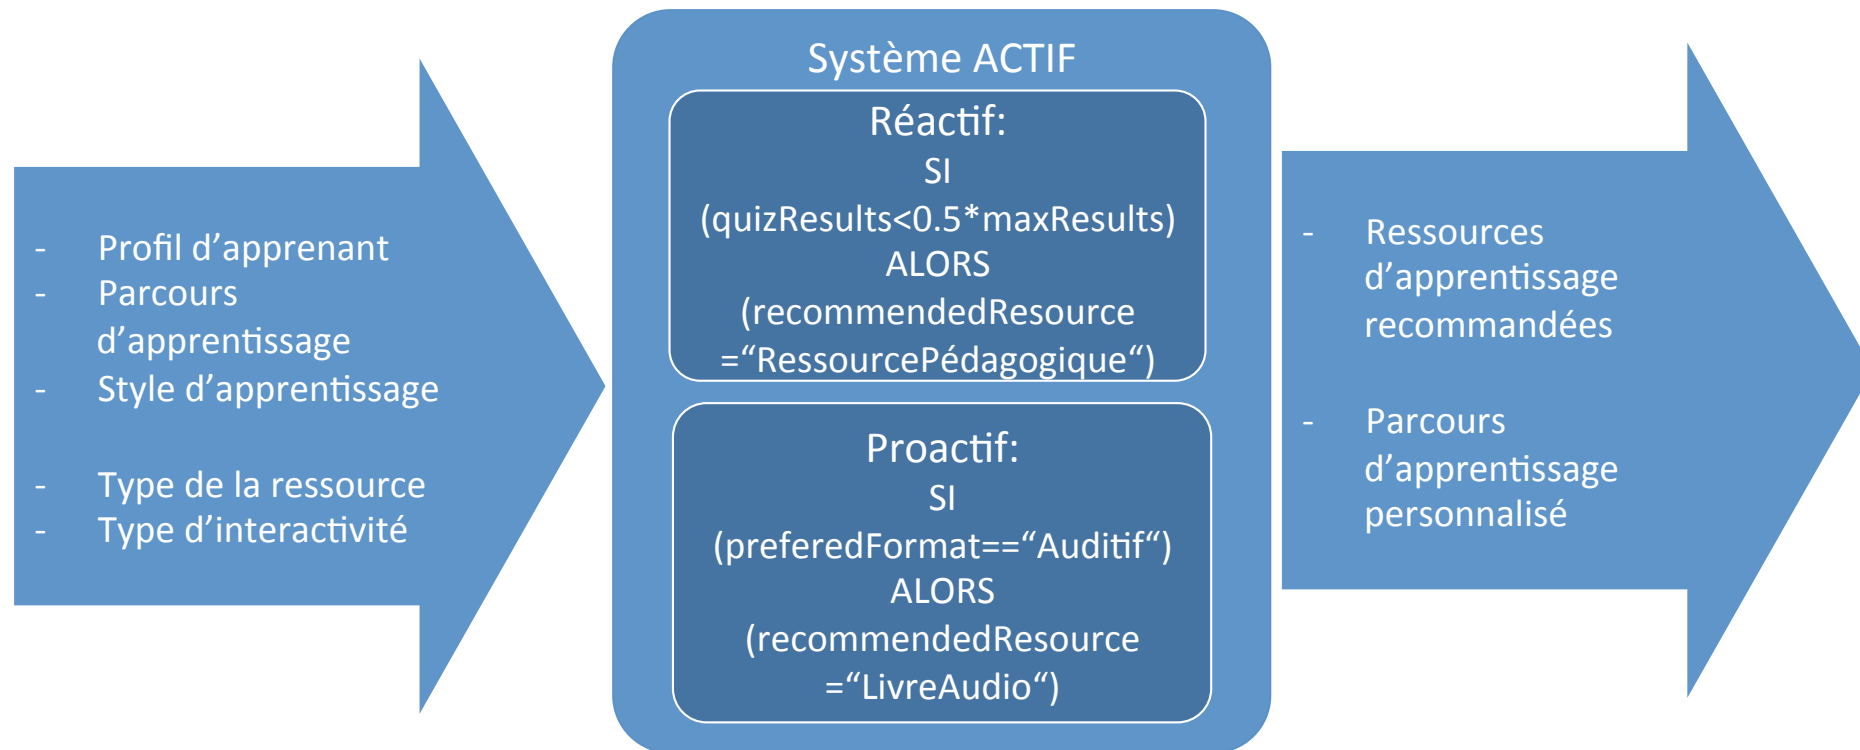 - Profil d’apprenant
- Parcours
d’apprentissage
- Style d’apprentissage
- Type de la ressource
- Type d’interactivité
Système ACTIF
Réactif:
SI
(quizResults<0.5*maxResults)
ALORS
(recommendedResource
=“RessourcePédagogique“)
Proactif:
SI
(preferedFormat==“Auditif“)
ALORS
(recommendedResource
=“LivreAudio“)
- Ressources
d’apprentissage
recommandées
- Parcours
d’apprentissage
personnalisé